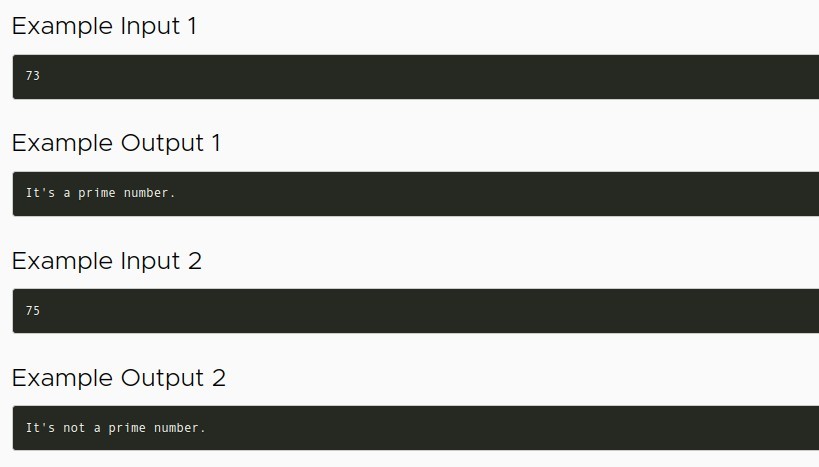 Example Input 1
73
Example Output 1
It's a prime number.
Example Input 2
75
Example Output 2
It's not a prime number.